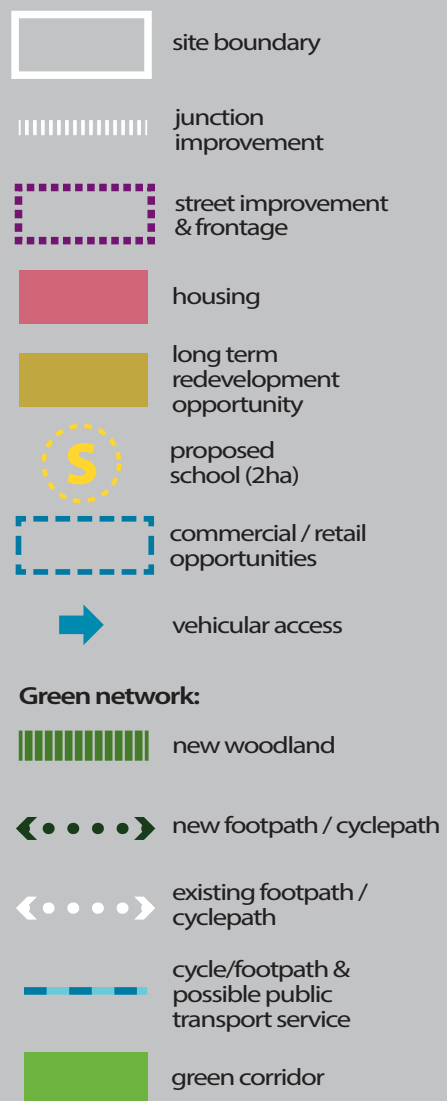 site boundary
junction
improvement
street improvement
& frontage
housing
long term
redevelopment
opportunity
S
proposed
school (2ha)
commercial / retail
opportunities
vehicular access
Green network:
new woodland
new footpath / cyclepath
existing footpath /
cyclepath
cycle/footpath &
possible public
transport service
green corridor